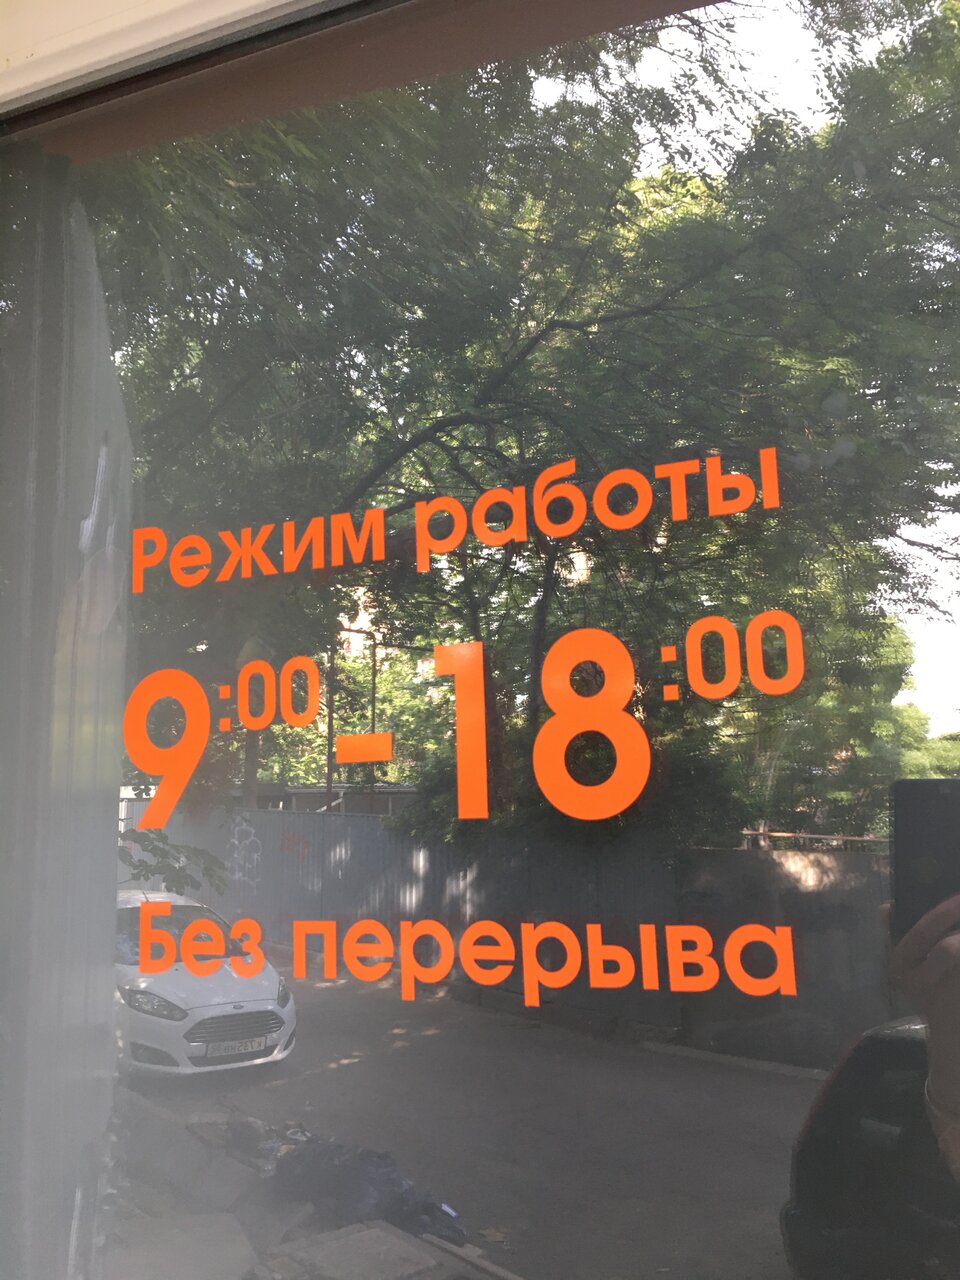 Режим работы
9:00 - 18:00
Без перерыва